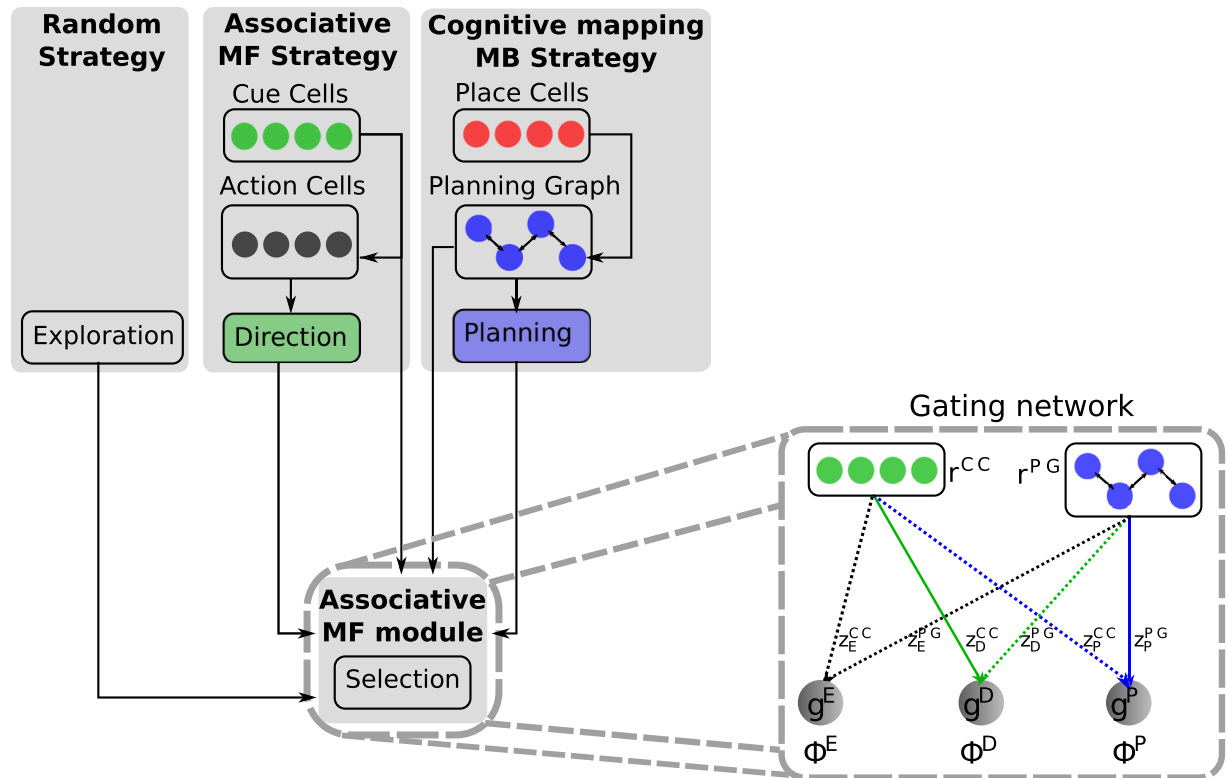 Random
Strategy
Associative
MF Strategy
Cognitive mapping
MB Strategy
Cue Cells
Place Cells
Action Cells
Planning Graph
Exploration
Direction
Planning
Gating network
r^CC
r^PG
Associative
MF module
Selection
z_E^CC z_E^PG z_D^CC z_D^PG z_P^CC z_P^PG
g^E g^D g^P
Φ^E Φ^D Φ^P